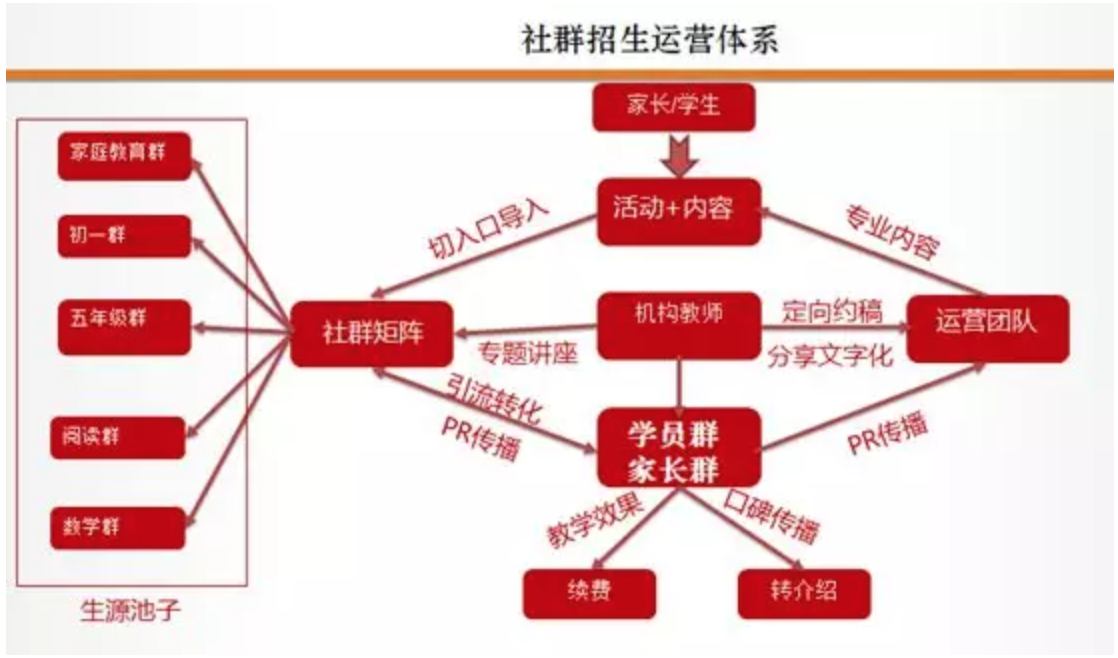 社群招生运营体系
家长/学生
家庭教育群
初一群
五年级群
阅读群
数学群
生源池子
切入口导入
活动+内容
专业内容
社群矩阵
机构教师
定向约稿
分享文字化
运营团队
专题讲座
引流转化
PR传播
学员群
家长群
PR传播
教学效果
口碑传播
续费
转介绍